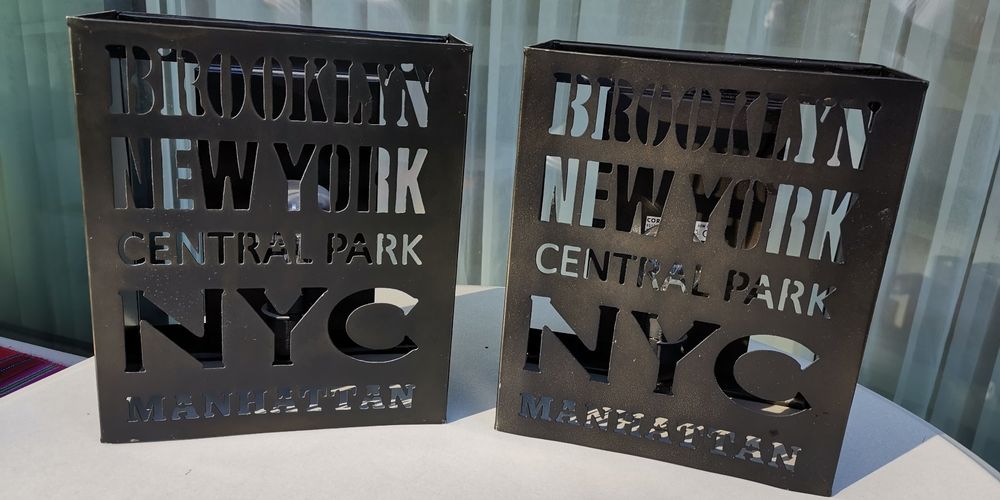 BROOKLYN
NEW YORK
CENTRAL PARK
NYC
MANHATTAN
BROOKLYN
NEW YORK
CENTRAL PARK
NYC
MANHATTAN